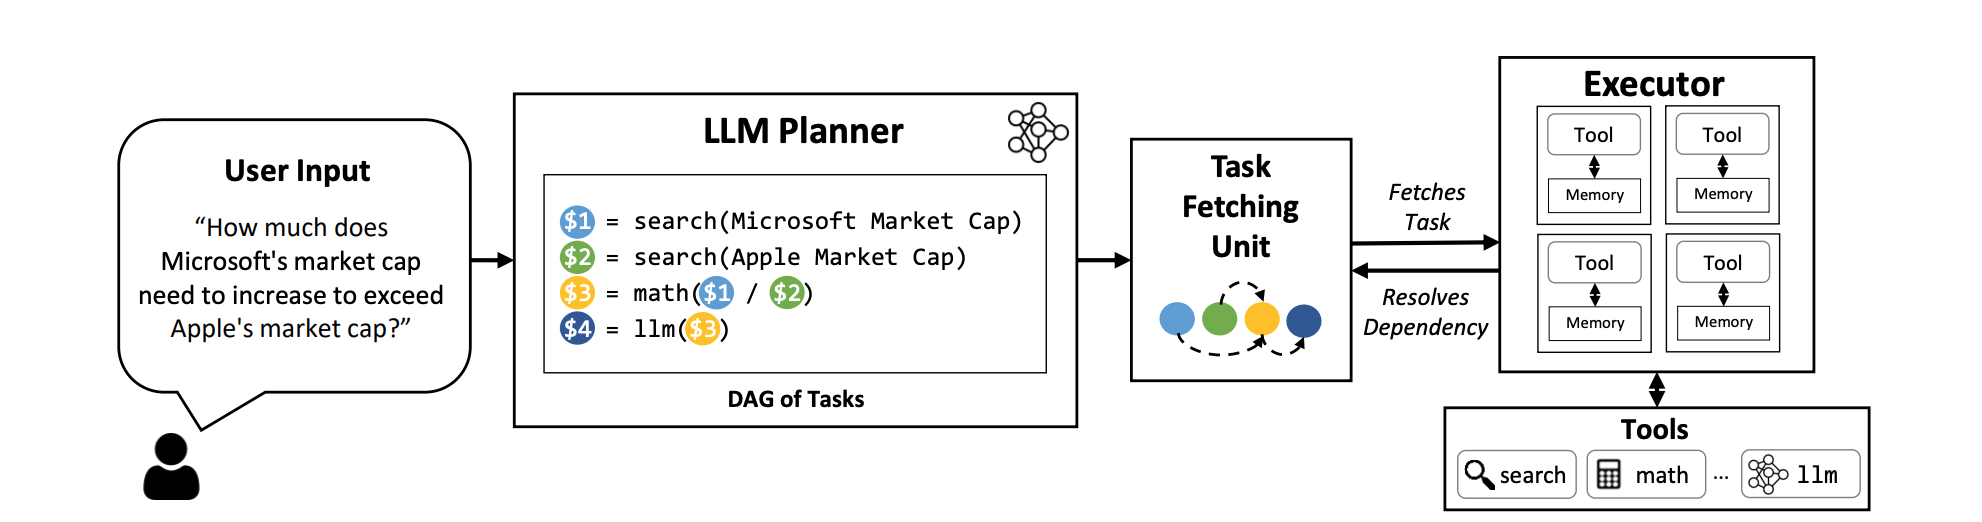 User Input
“How much does
Microsoft's market cap
need to increase to exceed
Apple's market cap?”
LLM Planner
$1 = search(Microsoft Market Cap)
$2 = search(Apple Market Cap)
$3 = math($1 / $2)
$4 = llm($3)
DAG of Tasks
Task
Fetching
Unit
Fetches
Task
Resolves
Dependency
Executor
Tool
Memory
Tool
Memory
Tool
Memory
Tool
Memory
Tools
search
math
...
llm